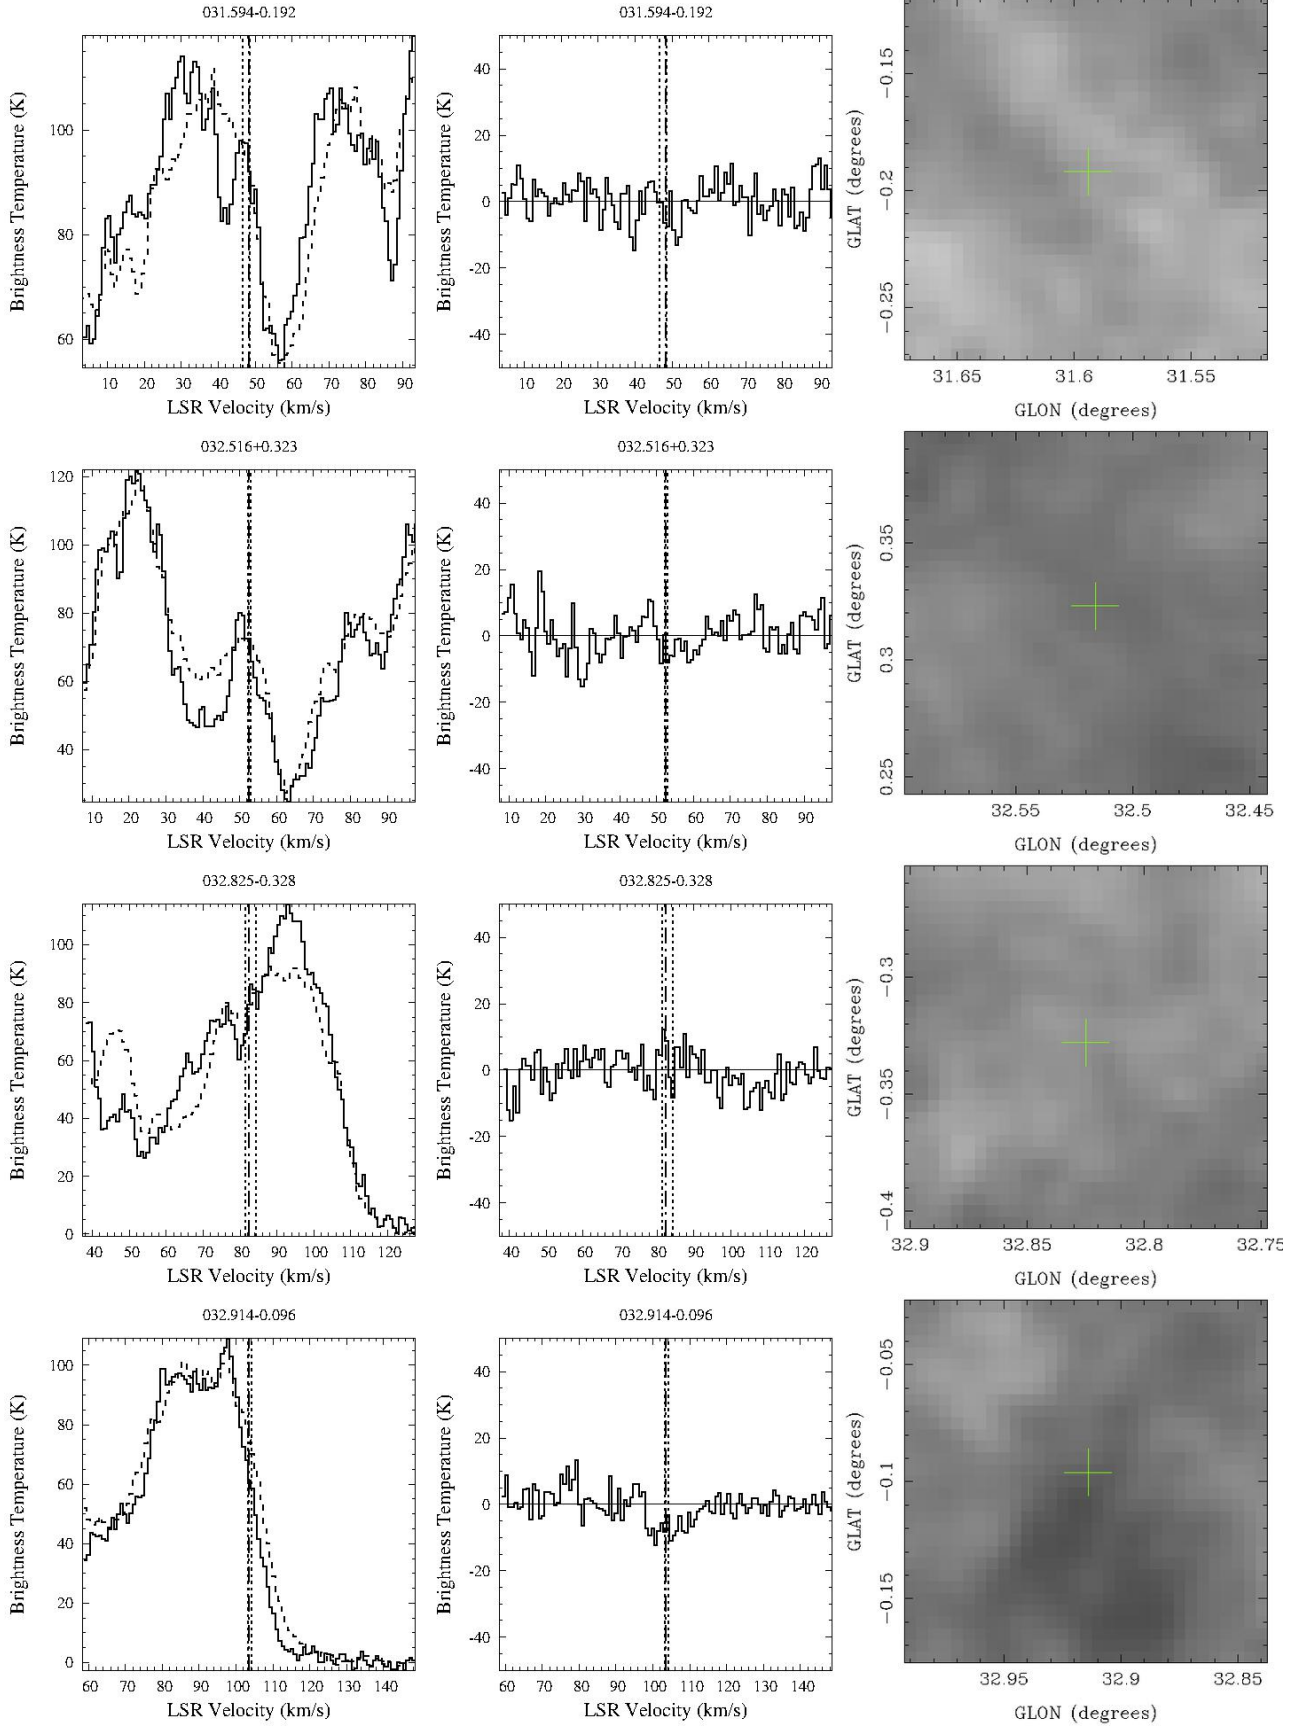 031.594-0.192
031.594-0.192
Brightness Temperature (K)
100
80
60
10 20 30 40 50 60 70 80 90
LSR Velocity (km/s)
Brightness Temperature (K)
40
20
0
-20
-40
10 20 30 40 50 60 70 80 90
LSR Velocity (km/s)
GLAT (degrees)
−0.15
−0.2
−0.25
31.65 31.6 31.55
GLON (degrees)
032.516+0.323
032.516+0.323
Brightness Temperature (K)
120
100
80
60
40
10 20 30 40 50 60 70 80 90
LSR Velocity (km/s)
Brightness Temperature (K)
40
20
0
-20
-40
10 20 30 40 50 60 70 80 90
LSR Velocity (km/s)
GLAT (degrees)
0.35
0.3
0.25
32.55 32.5 32.45
GLON (degrees)
032.825-0.328
032.825-0.328
Brightness Temperature (K)
100
80
60
40
20
0
40 50 60 70 80 90 100 110 120
LSR Velocity (km/s)
Brightness Temperature (K)
40
20
0
-20
-40
40 50 60 70 80 90 100 110 120
LSR Velocity (km/s)
GLAT (degrees)
−0.3
−0.35
−0.4
32.9 32.85 32.8 32.75
GLON (degrees)
032.914-0.096
032.914-0.096
Brightness Temperature (K)
100
80
60
40
20
0
60 70 80 90 100 110 120 130 140
LSR Velocity (km/s)
Brightness Temperature (K)
40
20
0
-20
-40
60 70 80 90 100 110 120 130 140
LSR Velocity (km/s)
GLAT (degrees)
−0.05
−0.1
−0.15
32.95 32.9 32.85
GLON (degrees)